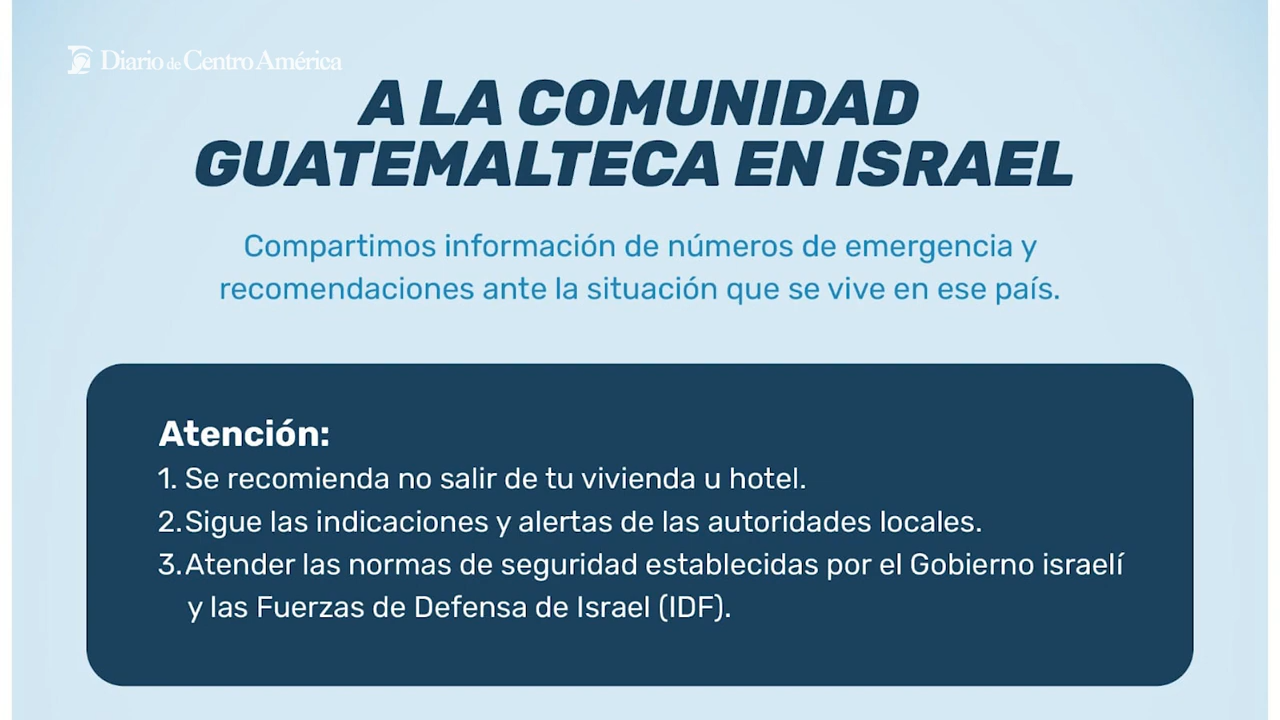 Diario de Centro América
A LA COMUNIDAD
GUATEMALTECA EN ISRAEL
Compartimos información de números de emergencia y
recomendaciones ante la situación que se vive en ese país.
Atención:
1. Se recomienda no salir de tu vivienda u hotel.
2. Sigue las indicaciones y alertas de las autoridades locales.
3. Atender las normas de seguridad establecidas por el Gobierno israelí
y las Fuerzas de Defensa de Israel (IDF).